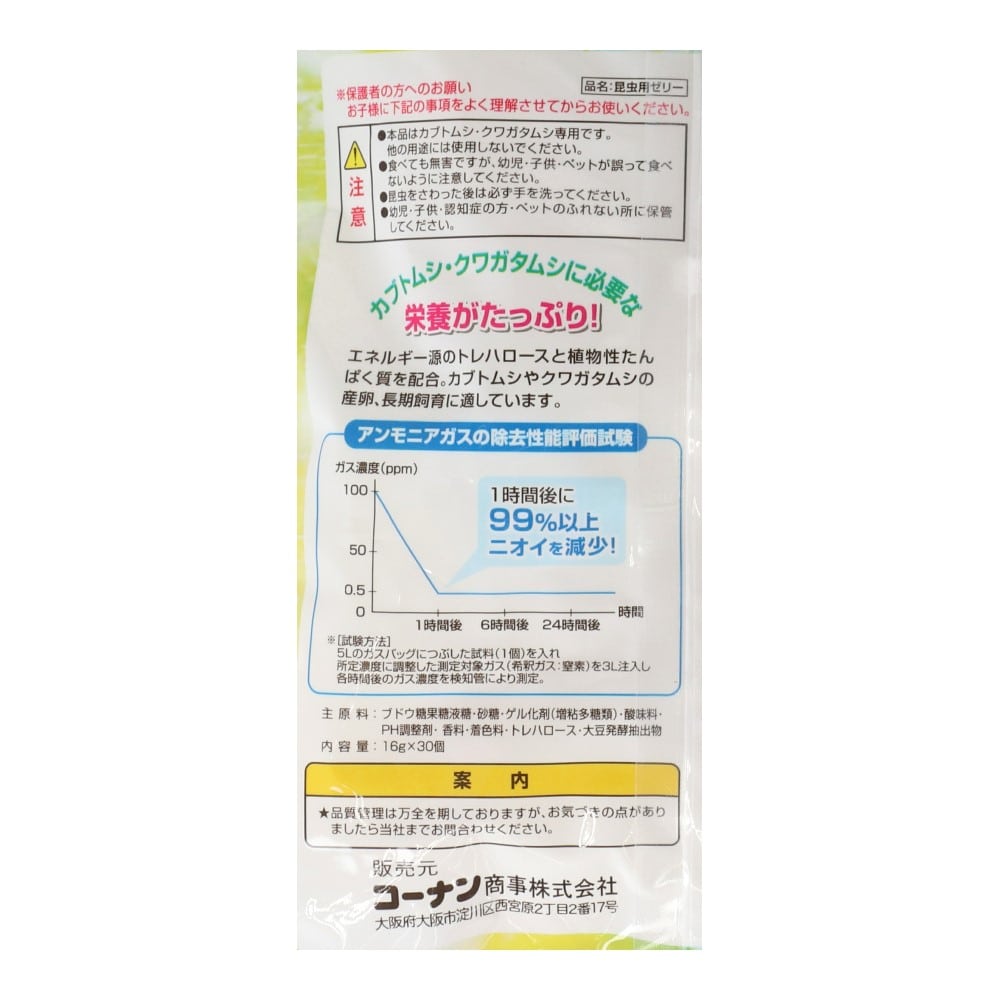 品名:昆虫用ゼリー
※保護者の方へのお願い
お子様に下記の事項をよく理解させてからお使いください。
注意
●本品はカブトムシ・クワガタムシ専用です。
他の用途には使用しないでください。
●食べても無害ですが、幼児・子供・ペットが誤って食べ
ないように注意してください。
●昆虫をさわった後は必ず手を洗ってください。
●幼児・子供・認知症の方・ペットのふれない所に保管
してください。
カブトムシ・クワガタムシに必要な
栄養がたっぷり!
エネルギー源のトレハロースと植物性たん
ぱく質を配合。カブトムシやクワガタムシの
産卵、長期飼育に適しています。
アンモニアガスの除去性能評価試験
ガス濃度(ppm)
100
50
0.5
0
1時間後に
99%以上
ニオイを減少!
時間
1時間後 6時間後 24時間後
※[試験方法]
5Lのガスバッグにつぶした試料(1個)を入れ
所定濃度に調整した測定対象ガス(希釈ガス:窒素)を3L注入し
各時間後のガス濃度を検知管により測定。
主原料:ブドウ糖果糖液糖・砂糖・ゲル化剤(増粘多糖類)・酸味料・
PH調整剤・香料・着色料・トレハロース・大豆発酵抽出物
内容量:16g×30個
案内
★品質管理は万全を期しておりますが、お気づきの点があり
ましたら当社までお問合わせください。
販売元
コーナン商事株式会社
大阪府大阪市淀川区西宮原2丁目2番17号